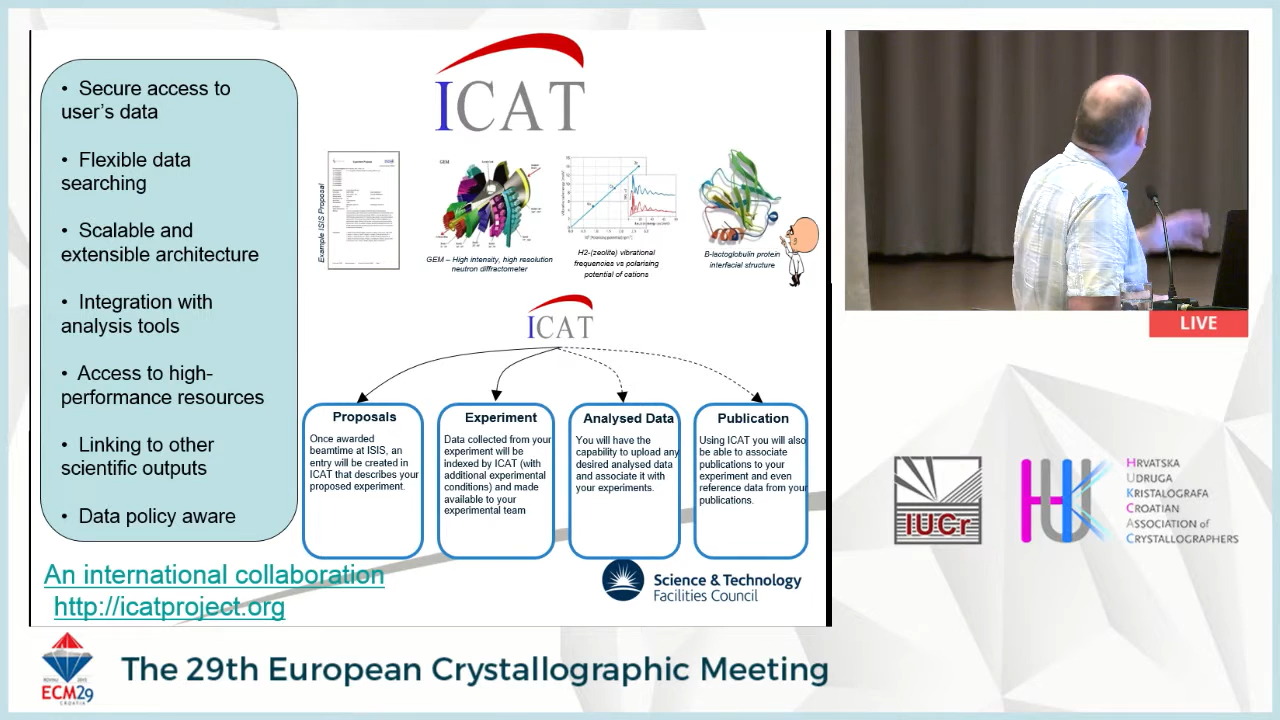 • Secure access to
user's data
• Flexible data
searching
• Scalable and
extensible architecture
• Integration with
analysis tools
• Access to high-
performance resources
• Linking to other
scientific outputs
• Data policy aware
An international collaboration
http://icatproject.org
ICAT
Example ISIS Proposal
GEM
GEM – High intensity, high resolution
neutron diffractometer
H2-(zeolite) vibrational
frequencies vs polarising
potential of cations
B-lactoglobulin protein
interfacial structure
ICAT
Proposals
Once awarded
beamtime at ISIS, an
entry will be created in
ICAT that describes your
proposed experiment.
Experiment
Data collected from your
experiment will be
indexed by ICAT (with
additional experimental
conditions) and made
available to your
experimental team
Analysed Data
You will have the
capability to upload any
desired analysed data
and associate it with
your experiments.
Publication
Using ICAT you will also
be able to associate
publications to your
experiment and even
reference data from your
publications.
Science & Technology
Facilities Council
LIVE
IUCr
HUK
HRVATSKA
UDRUGA
KRISTALOGRAFA
CROATIAN
ASSOCIATION of
CRYSTALLOGRAPHERS
ECM29
CROATIA
The 29th European Crystallographic Meeting